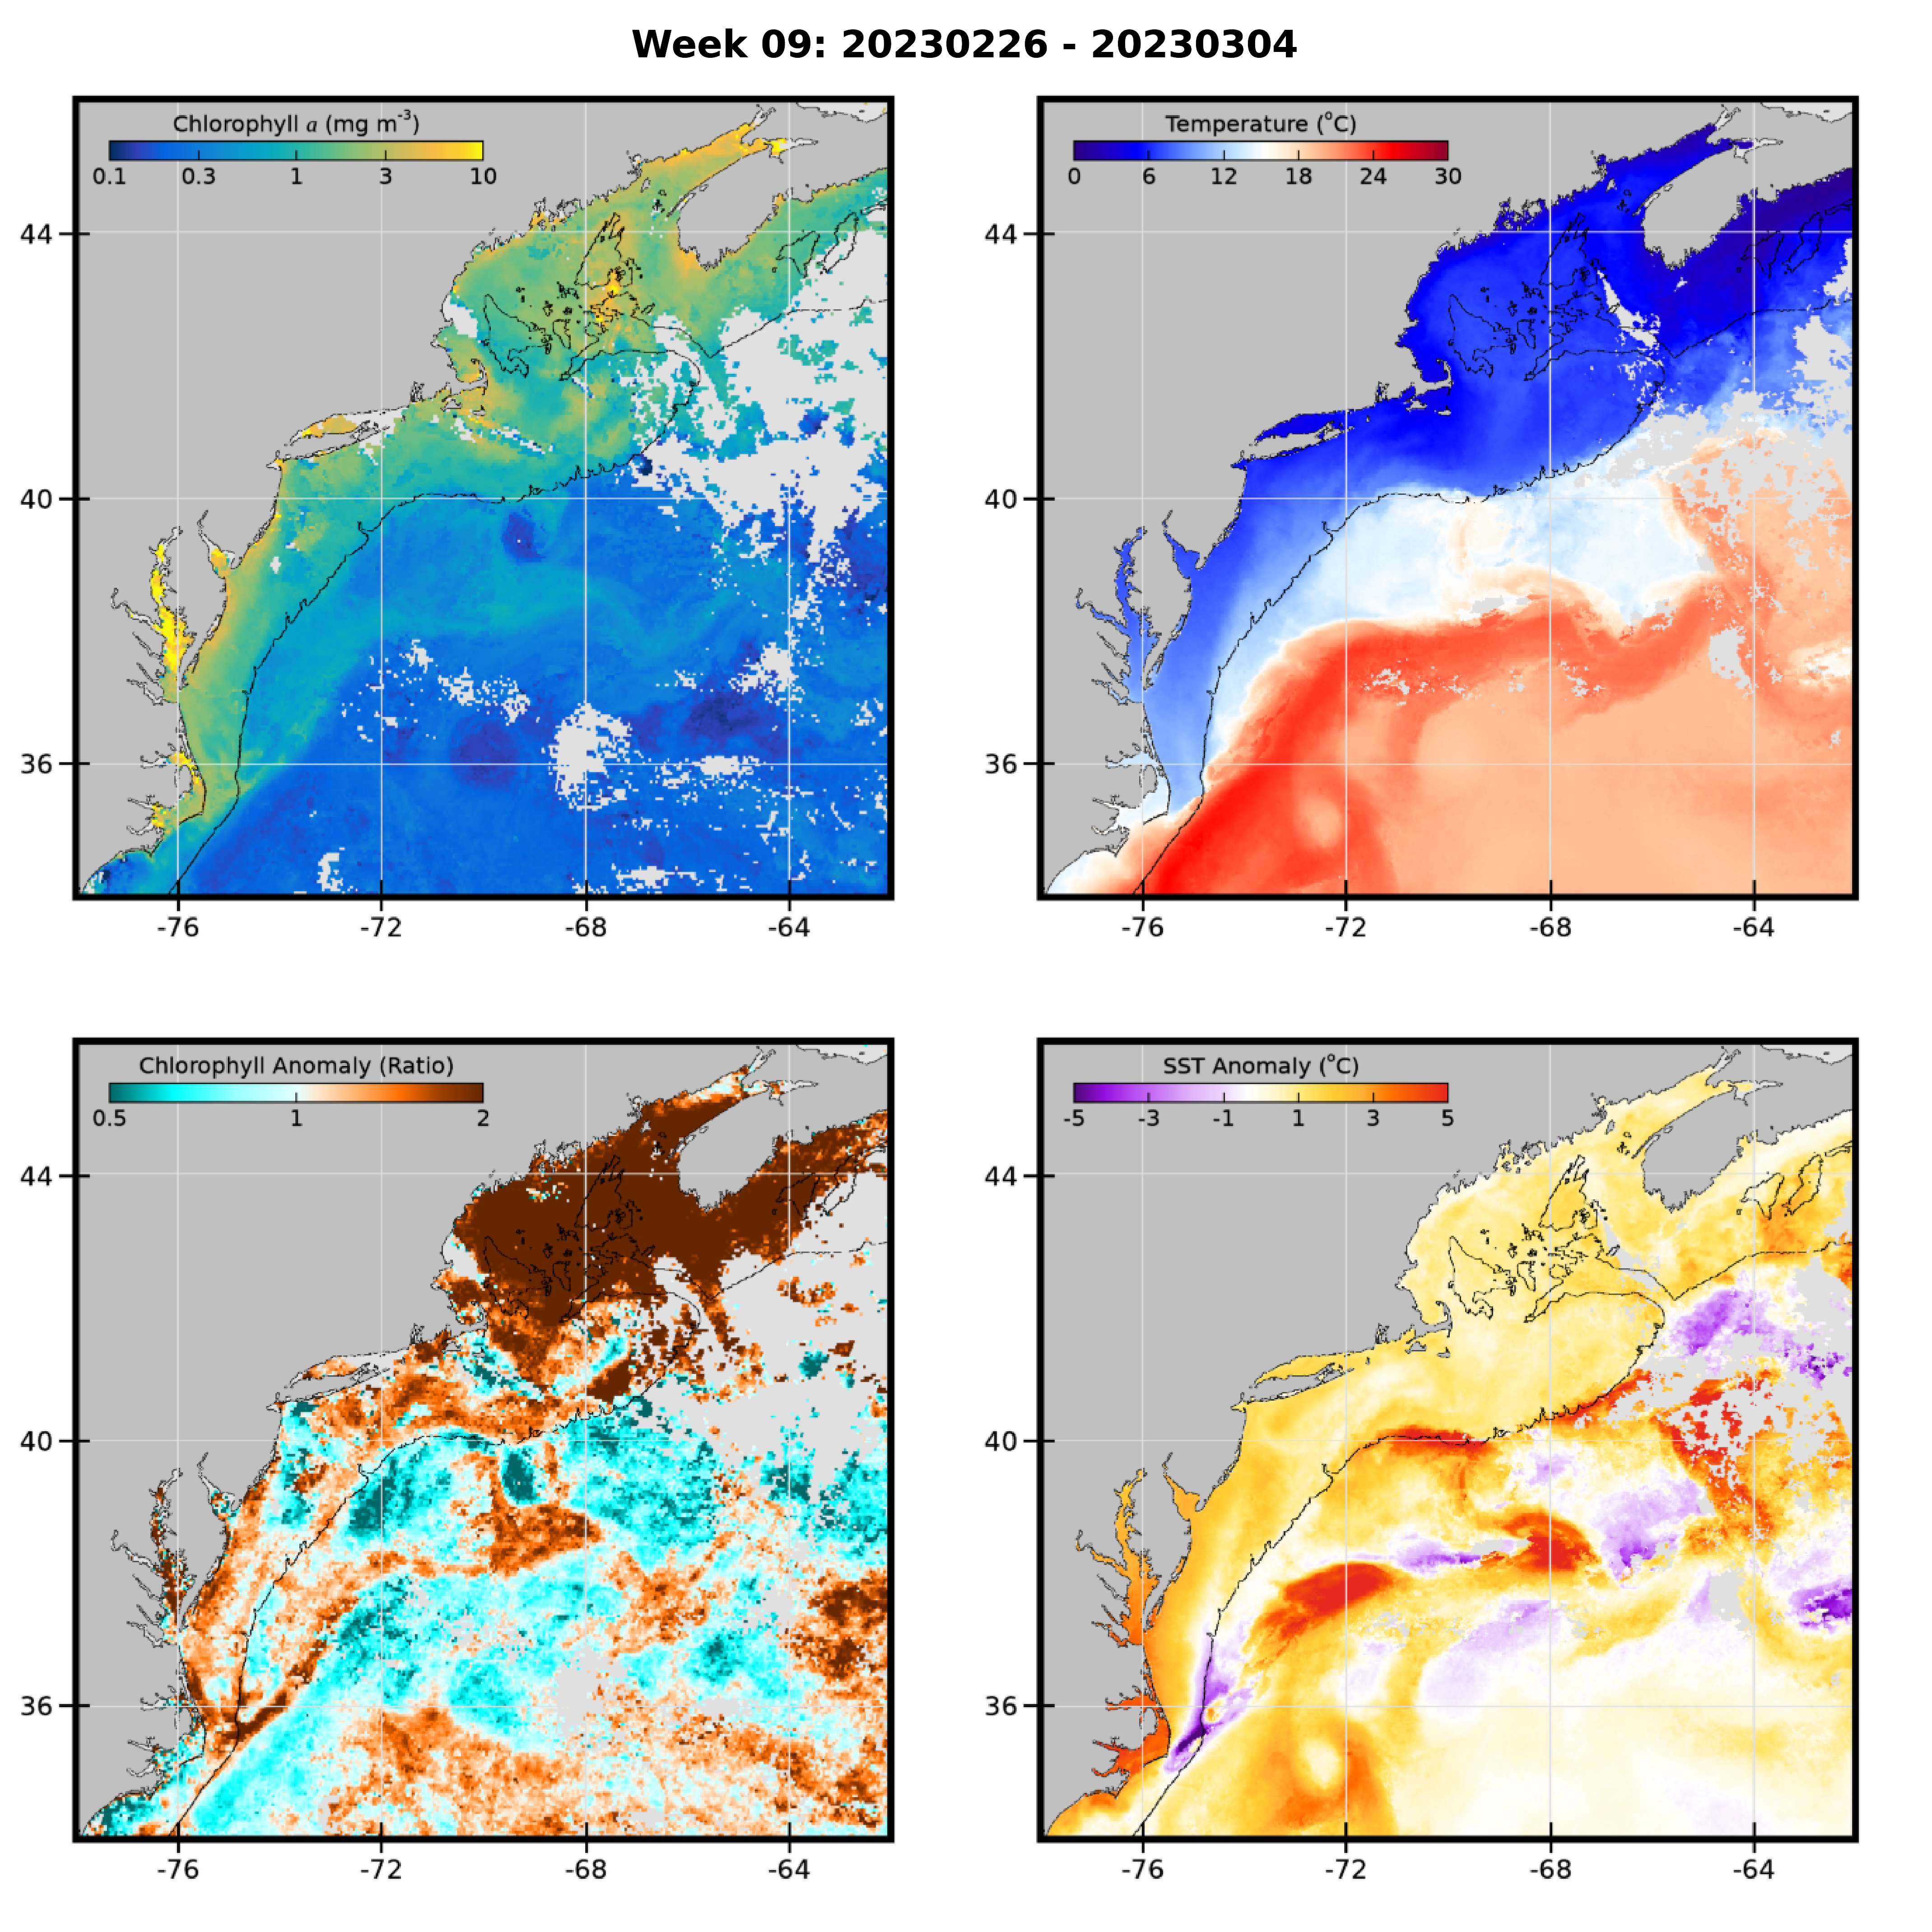 Week 09: 20230226 - 20230304
Chlorophyll a (mg m⁻³)
0.1 0.3 1 3 10
44
40
36
-76 -72 -68 -64
Temperature (°C)
0 6 12 18 24 30
44
40
36
-76 -72 -68 -64
Chlorophyll Anomaly (Ratio)
0.5 1 2
44
40
36
-76 -72 -68 -64
SST Anomaly (°C)
-5 -3 -1 1 3 5
44
40
36
-76 -72 -68 -64